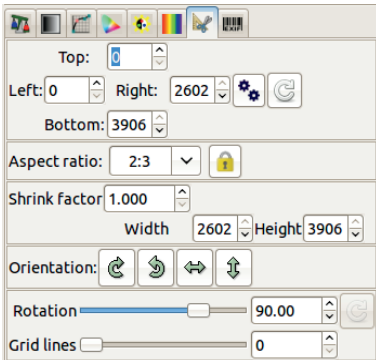 EXIF
Top: 0
Left: 0 Right: 2602
Bottom: 3906
Aspect ratio: 2:3
Shrink factor 1.000
Width 2602 Height 3906
Orientation:
Rotation 90.00
Grid lines 0